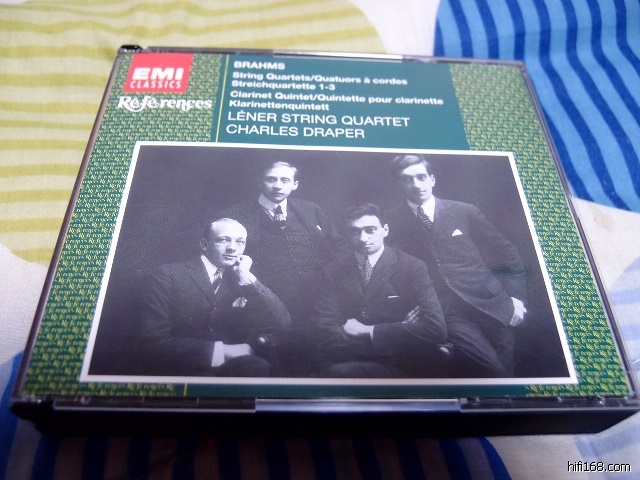 EMI
CLASSICS
Références
BRAHMS
String Quartets/Quatuors à cordes
Streichquartette 1-3
Clarinet Quintet/Quintette pour clarinette
Klarinettenquintett
LÉNER STRING QUARTET
CHARLES DRAPER
hifi168.com